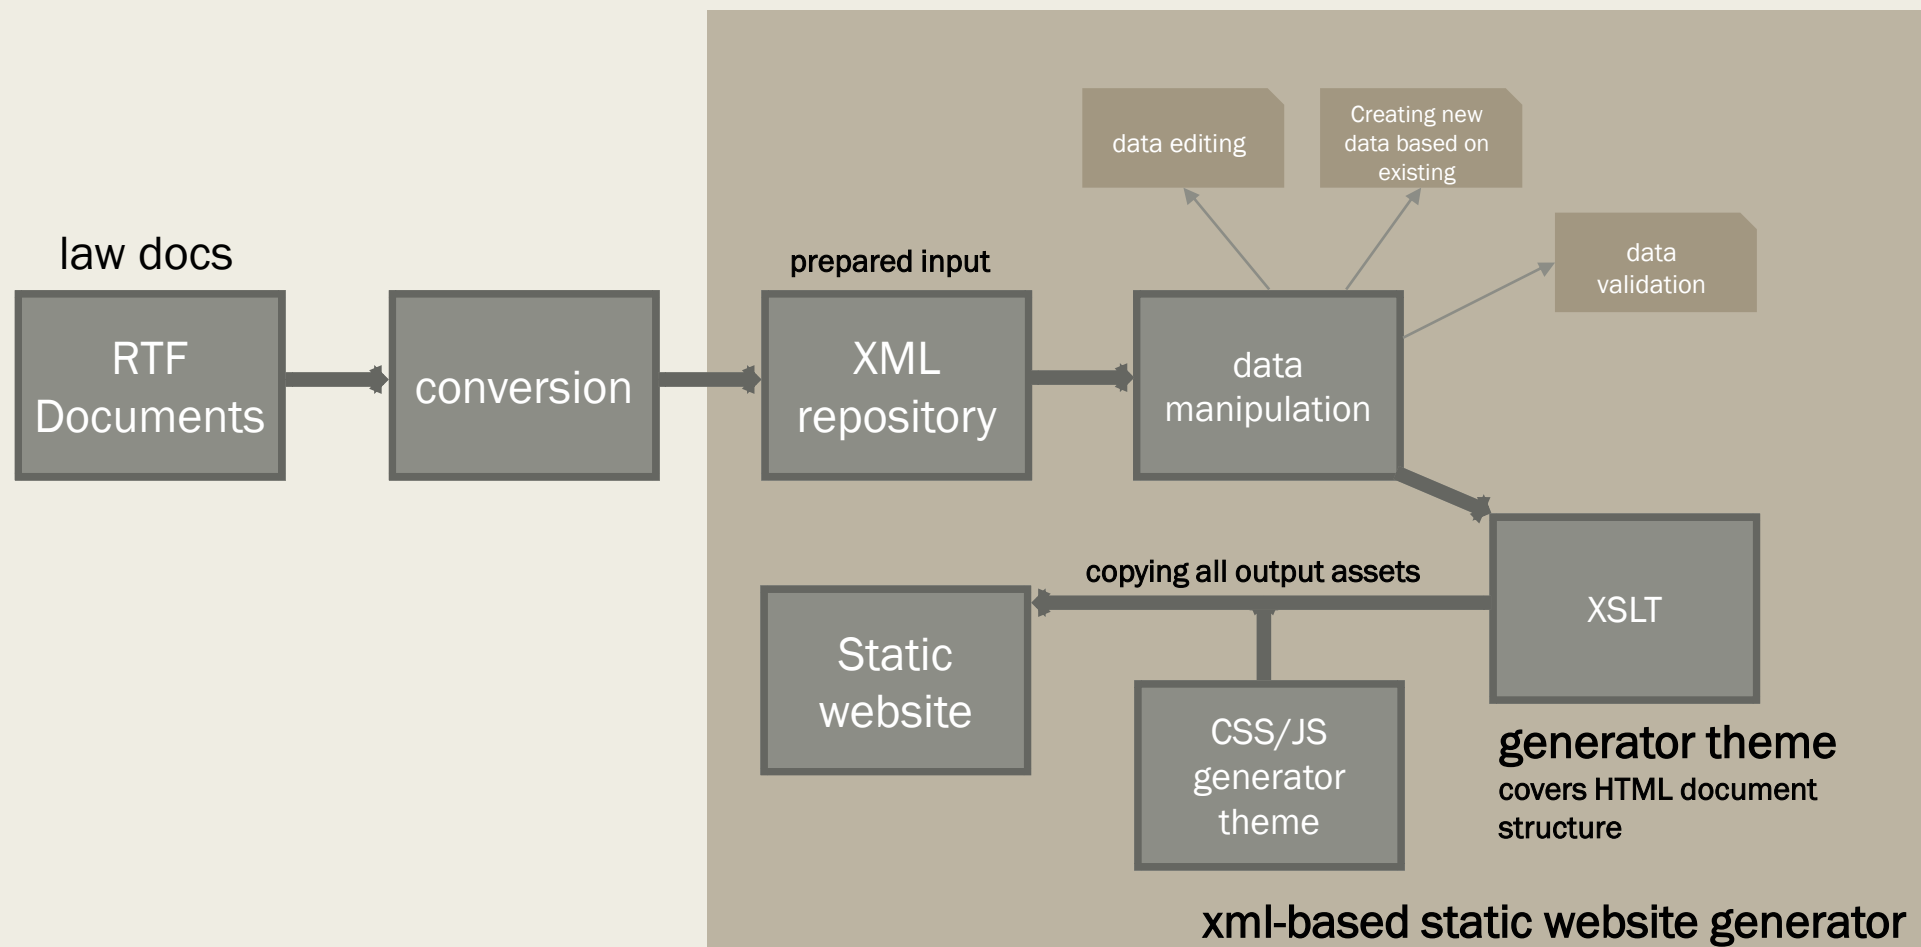 law docs
RTF
Documents
conversion
prepared input
XML
repository
data
manipulation
data editing
Creating new
data based on
existing
data
validation
XSLT
generator theme
covers HTML document
structure
copying all output assets
CSS/JS
generator
theme
Static
website
xml-based static website generator